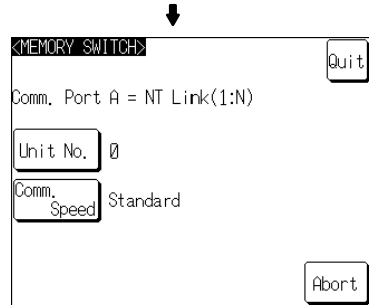 <MEMORY SWITCH>
Quit
Comm. Port A = NT Link(1:N)
Unit No. 0
Comm.
Speed Standard
Abort